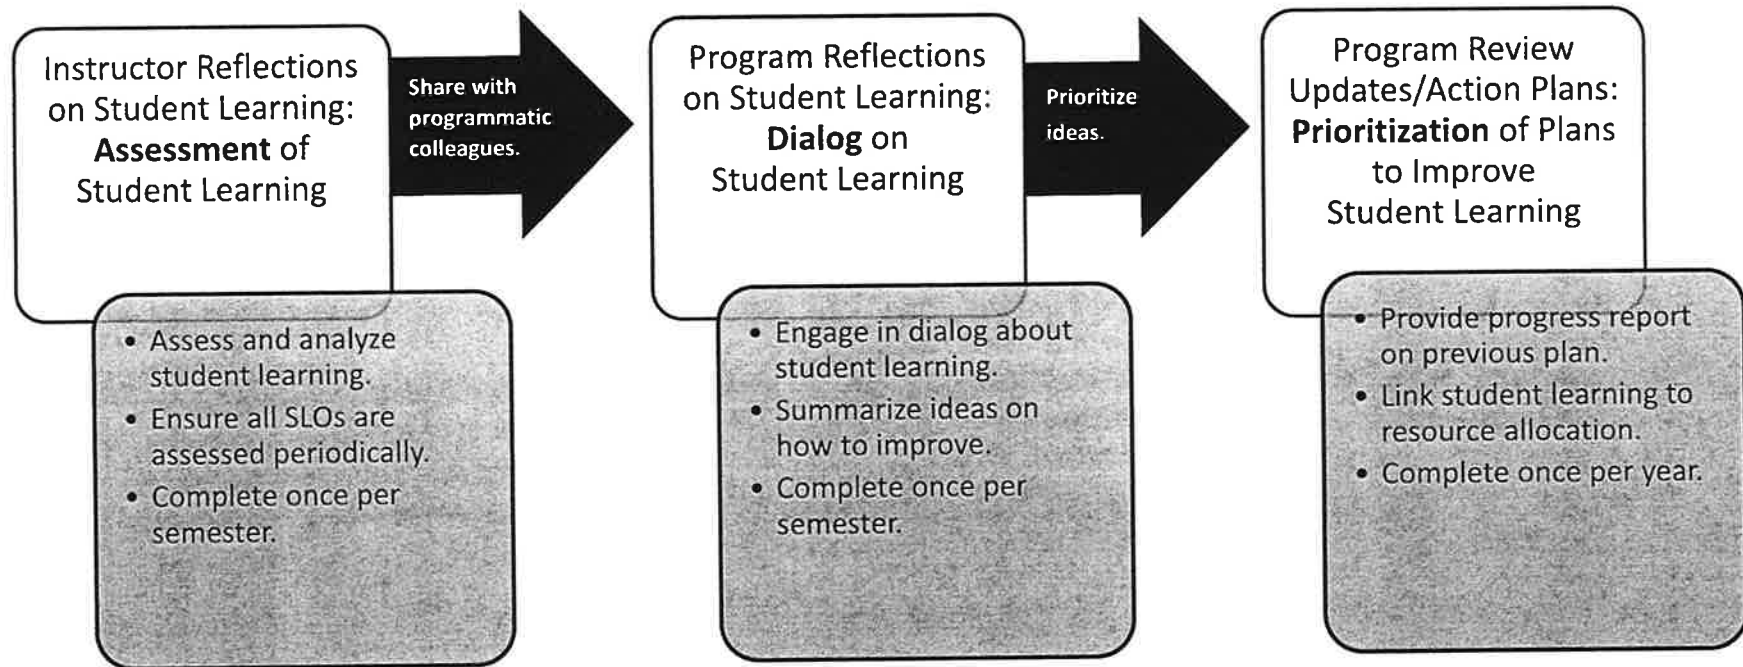 Instructor Reflections
on Student Learning:
Assessment of
Student Learning
• Assess and analyze
student learning.
• Ensure all SLOs are
assessed periodically.
• Complete once per
semester.
Share with
programmatic
colleagues.
Program Reflections
on Student Learning:
Dialog on
Student Learning
• Engage in dialog about
student learning.
• Summarize ideas on
how to improve.
• Complete once per
semester.
Prioritize
ideas.
Program Review
Updates/Action Plans:
Prioritization of Plans
to Improve
Student Learning
• Provide progress report
on previous plan.
• Link student learning to
resource allocation.
• Complete once per year.